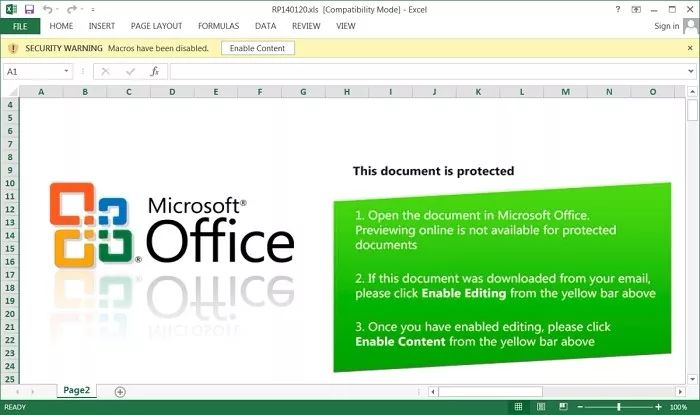 RP140120.xls [Compatibility Mode] - Excel
FILE HOME INSERT PAGE LAYOUT FORMULAS DATA REVIEW VIEW Sign in
SECURITY WARNING Macros have been disabled. Enable Content
A1 fx
A B C D E F G H I J K L M N O
4
5
6
7
8
9
This document is protected
10
11
12
1. Open the document in Microsoft Office.
13
Previewing online is not available for protected
14
documents
Microsoft®
Office
15
16
17
2. If this document was downloaded from your email,
18
please click Enable Editing from the yellow bar above
19
20
3. Once you have enabled editing, please click
21
22
Enable Content from the yellow bar above
23
24
25
Page2
READY 100%